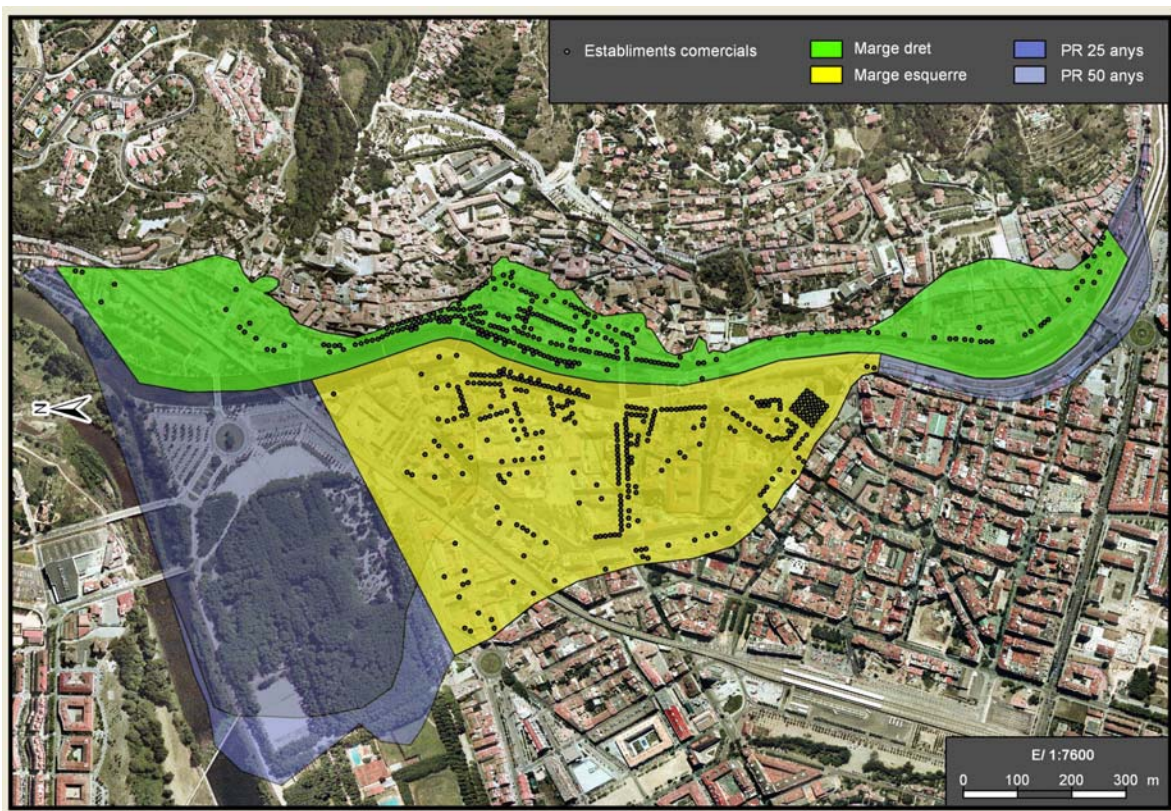 Establiments comercials
Marge dret
Marge esquerre
PR 25 anys
PR 50 anys
N
E/ 1:7600
0 100 200 300 m